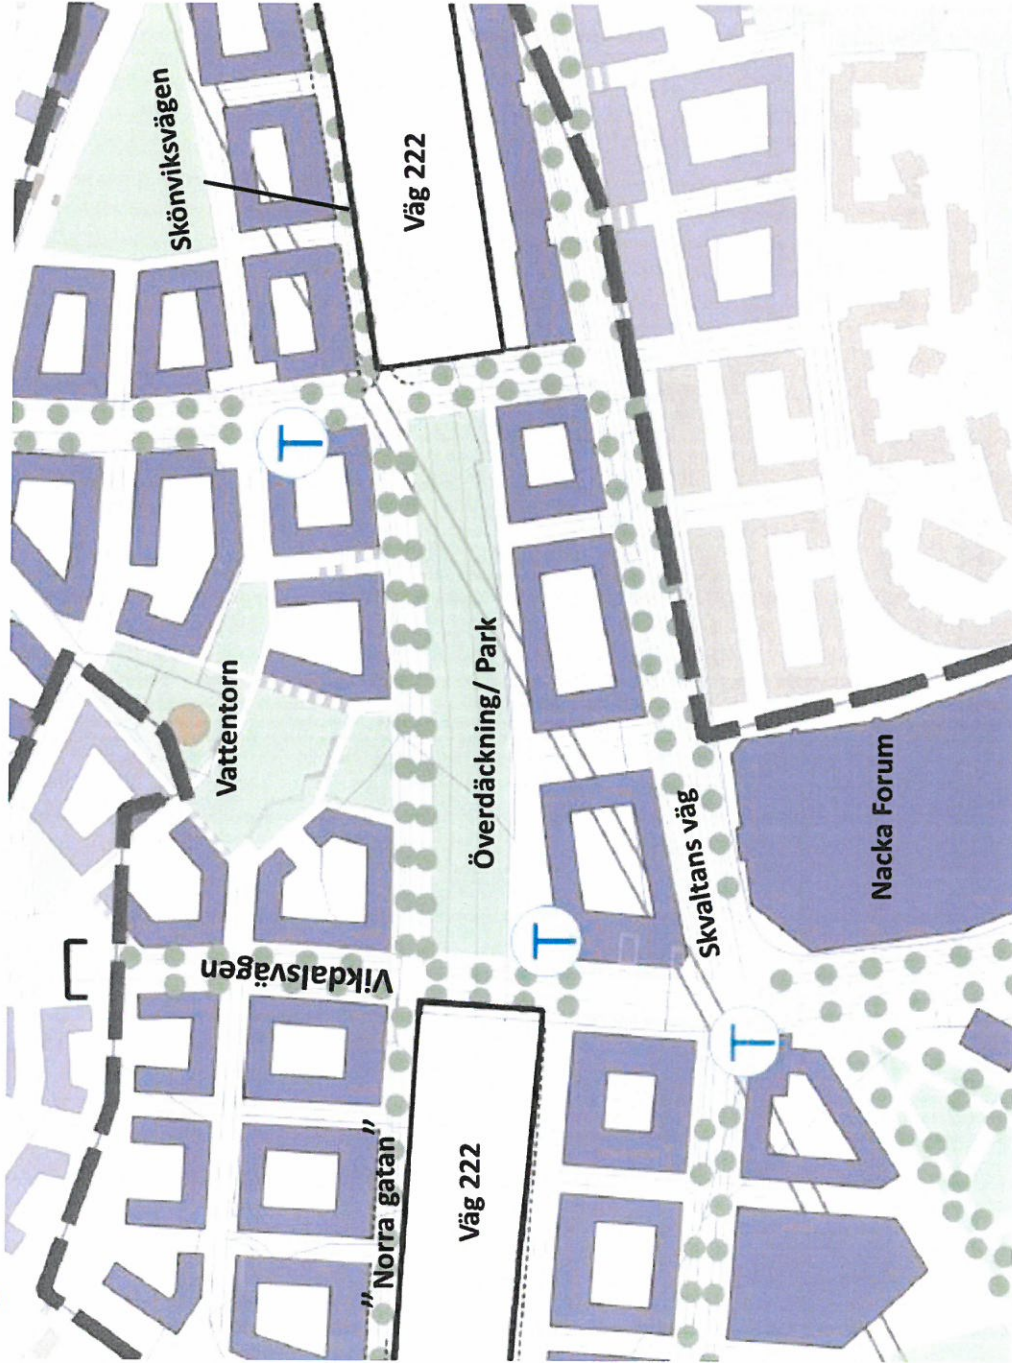 Skönviksvägen
Väg 222
T
Vattentorn
Överdäckning/ Park
T
Skvaltans väg
Nacka Forum
Vikdalsvägen
T
"Norra gatan"
Väg 222